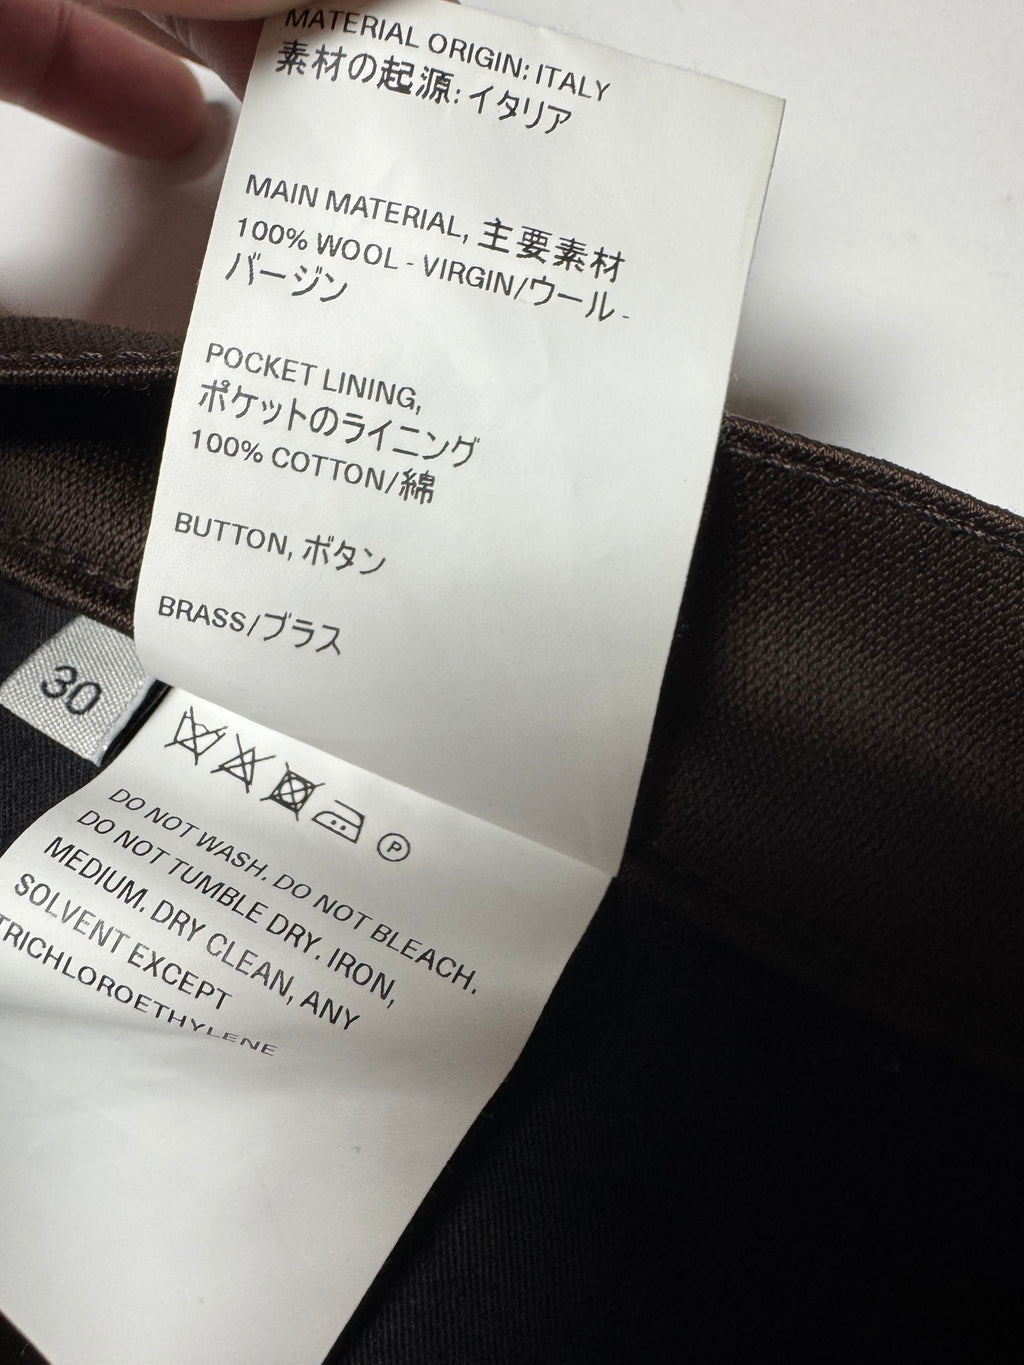 MATERIAL ORIGIN: ITALY
素材の起源: イタリア
MAIN MATERIAL, 主要素材
100% WOOL - VIRGIN/ウール -
バージン
POCKET LINING,
ポケットのライニング
100% COTTON/綿
BUTTON, ボタン
BRASS/ブラス
30
P
DO NOT WASH. DO NOT BLEACH.
DO NOT TUMBLE DRY. IRON,
MEDIUM. DRY CLEAN, ANY
SOLVENT EXCEPT
TRICHLOROETHYLENE